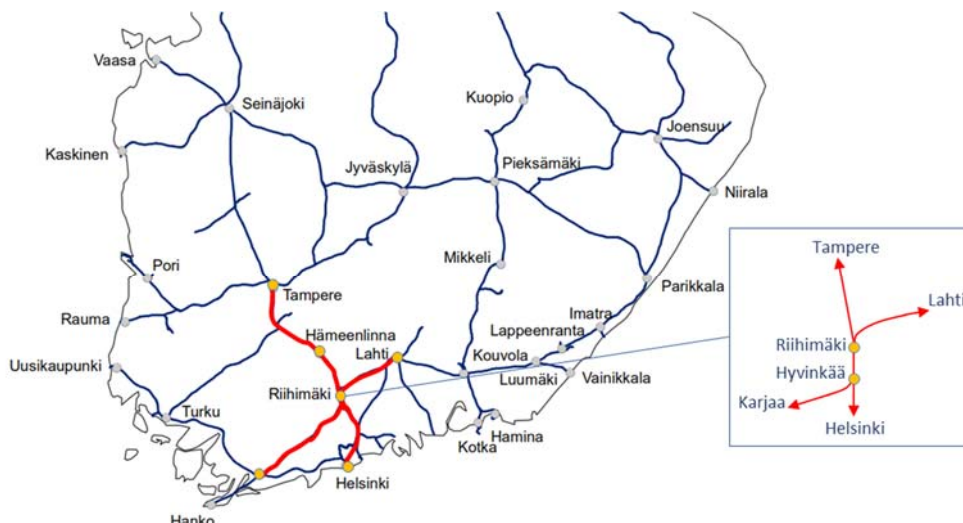 Vaasa
Seinäjoki
Kaskinen
Kuopio
Joensuu
Jyväskylä
Pieksämäki
Niirala
Pori
Mikkeli
Parikkala
Tampere
Rauma
Imatra
Hämeenlinna
Lappeenranta
Lahti
Kouvola
Uusikaupunki
Luumäki
Vainikkala
Riihimäki
Turku
Hamina
Kotka
Helsinki
Hanko
Tampere
Lahti
Riihimäki
Hyvinkää
Karjaa
Helsinki